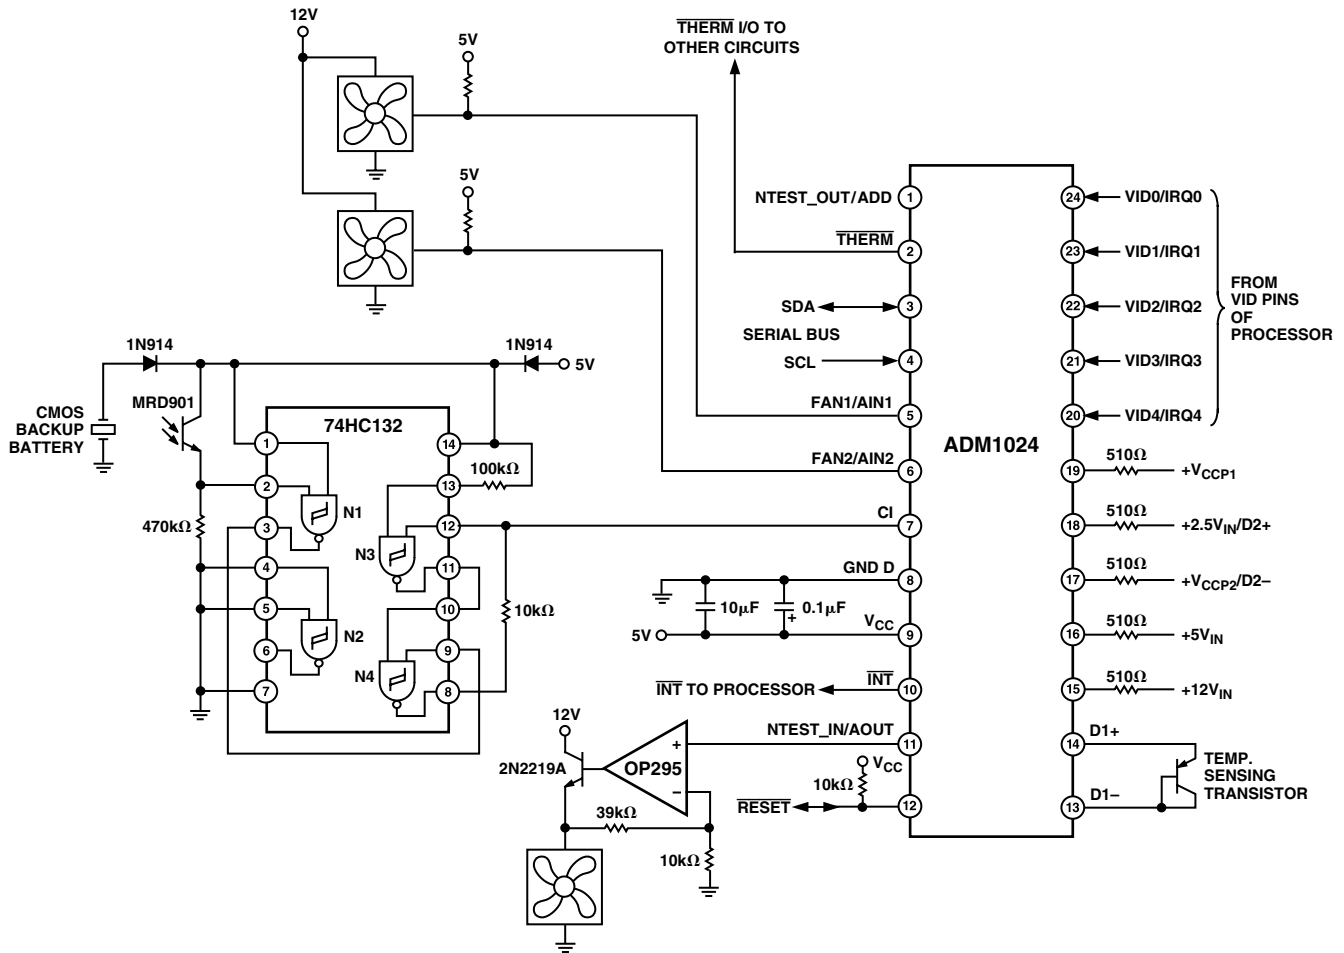 12V
5V
THERM I/O TO
OTHER CIRCUITS
5V
NTEST_OUT/ADD
1
THERM
2
SDA
3
SERIAL BUS
SCL
4
FAN1/AIN1
5
FAN2/AIN2
6
CI
7
GND D
8
VCC
9
INT TO PROCESSOR
INT
10
NTEST_IN/AOUT
11
RESET
12
ADM1024
24
VID0/IRQ0
23
VID1/IRQ1
22
VID2/IRQ2
21
VID3/IRQ3
20
VID4/IRQ4
FROM
VID PINS
OF
PROCESSOR
19
510Ω
+VCCP1
18
510Ω
+2.5VIN/D2+
17
510Ω
+VCCP2/D2–
16
510Ω
+5VIN
15
510Ω
+12VIN
14
D1+
13
D1–
TEMP.
SENSING
TRANSISTOR
1N914
1N914
5V
CMOS
BACKUP
BATTERY
MRD901
470kΩ
74HC132
1
2
3
4
5
6
7
14
13
12
11
10
9
8
N1
N2
N3
N4
100kΩ
10kΩ
10µF
0.1µF
+
5V
12V
2N2219A
OP295
+
–
39kΩ
10kΩ
VCC
10kΩ